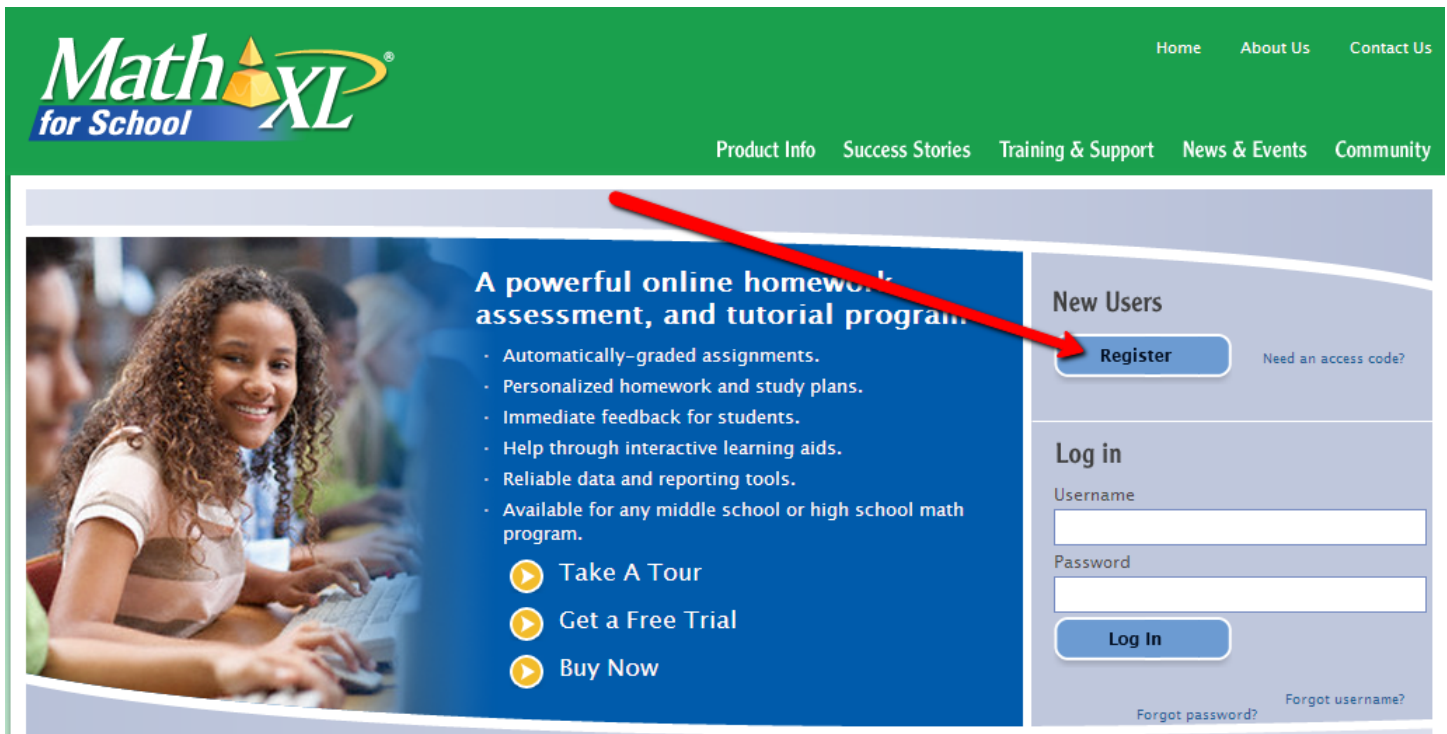 Math XL®
for School
Home About Us Contact Us
Product Info Success Stories Training & Support News & Events Community
A powerful online homework
assessment, and tutorial program
· Automatically-graded assignments.
· Personalized homework and study plans.
· Immediate feedback for students.
· Help through interactive learning aids.
· Reliable data and reporting tools.
· Available for any middle school or high school math
program.
Take A Tour
Get a Free Trial
Buy Now
New Users
Register
Need an access code?
Log in
Username
Password
Log In
Forgot username?
Forgot password?